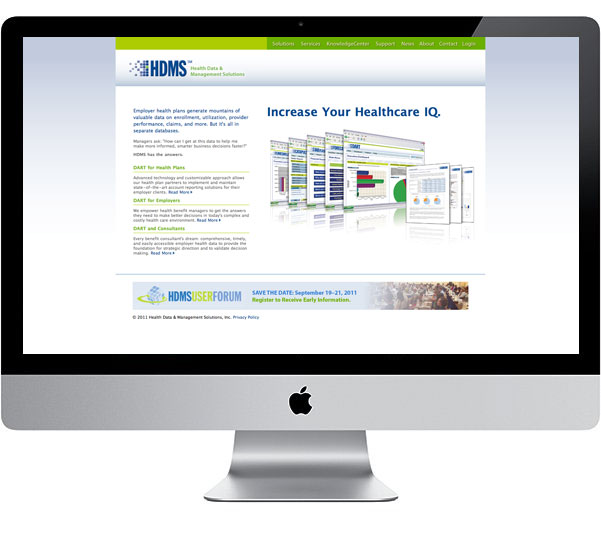 Solutions Services KnowledgeCenter Support News About Contact Login
HDMS™ Health Data &
Management Solutions
Employer health plans generate mountains of
valuable data on enrollment, utilization, provider
performance, claims, and more. But it's all in
separate databases.
Managers ask: "How can I get at this data to help me
make more informed, smarter business decisions faster?"
HDMS has the answers.
DART for Health Plans
Advanced technology and customizable approach allow
our health plan partners to implement and maintain
state-of-the-art account reporting solutions for their
employer clients. Read More
DART for Employers
We empower health benefit managers to get the answers
they need to make better decisions in today's complex and
costly health care environment. Read More
DART and Consultants
Every benefit consultant's dream: comprehensive, timely,
and easily accessible employer health data to provide the
foundation for strategic direction and to validate decision
making. Read More
Increase Your Healthcare IQ.
HDMSUSERFORUM
SAVE THE DATE: September 19–21, 2011
Register to Receive Early Information.
© 2011 Health Data & Management Solutions, Inc. Privacy Policy